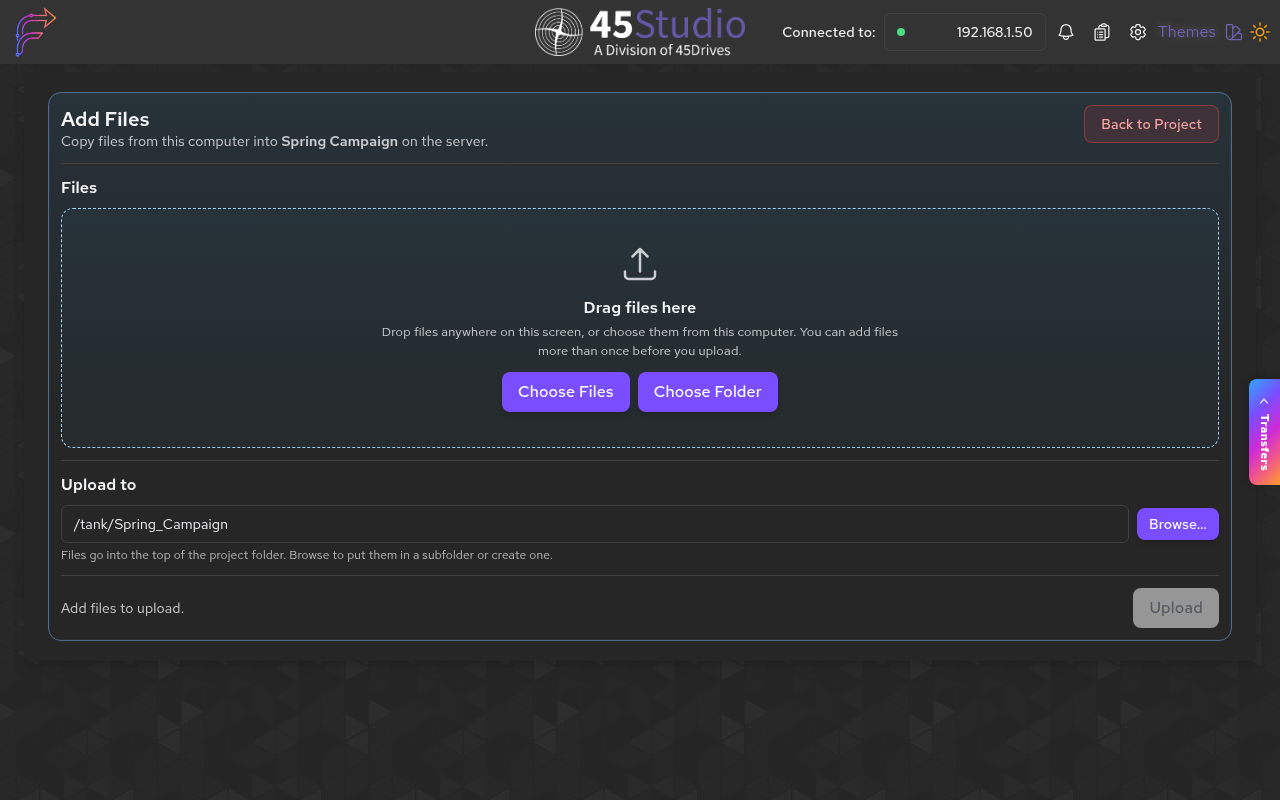 45Studio
A Division of 45Drives
Connected to:
192.168.1.50
Themes
Add Files
Copy files from this computer into Spring Campaign on the server.
Back to Project
Files
Drag files here
Drop files anywhere on this screen, or choose them from this computer. You can add files
more than once before you upload.
Choose Files
Choose Folder
Transfers
Upload to
/tank/Spring_Campaign
Browse...
Files go into the top of the project folder. Browse to put them in a subfolder or create one.
Add files to upload.
Upload